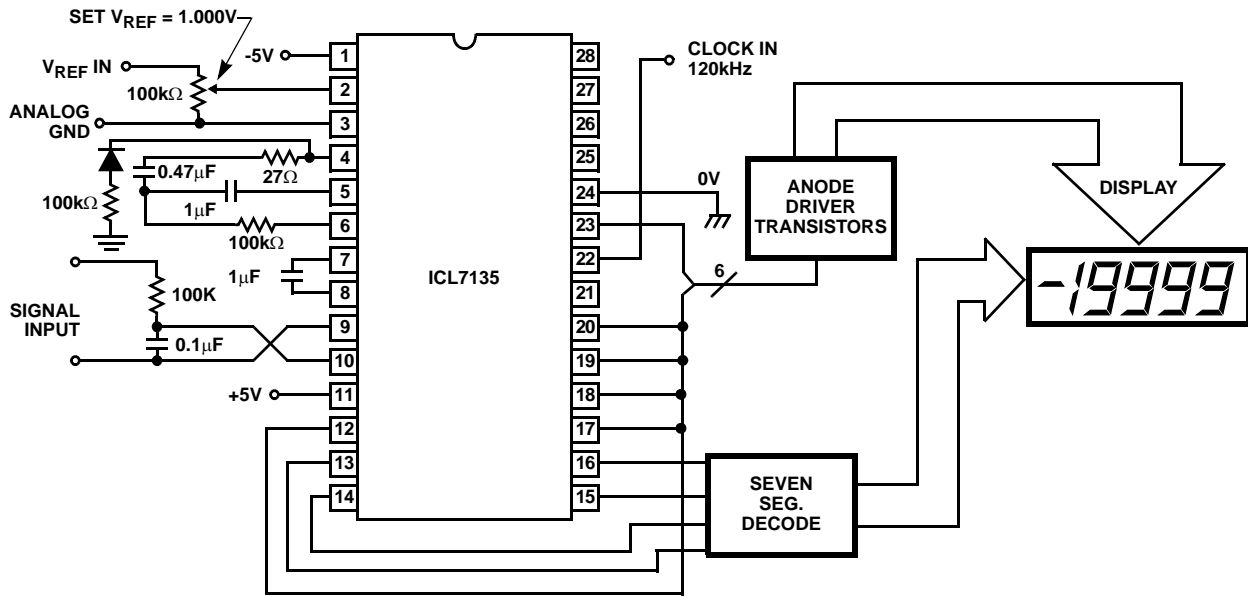 SET VREF = 1.000V
-5V
VREF IN
100kΩ
ANALOG
GND
0.47µF
27Ω
1µF
100kΩ
100kΩ
1µF
100K
SIGNAL
INPUT
0.1µF
+5V
1
2
3
4
5
6
7
8
9
10
11
12
13
14
ICL7135
28
27
26
25
24
23
22
21
20
19
18
17
16
15
CLOCK IN
120kHz
0V
6
ANODE
DRIVER
TRANSISTORS
DISPLAY
-19999
SEVEN
SEG.
DECODE